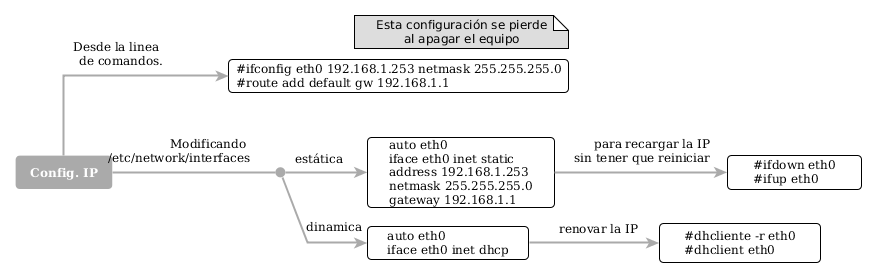 Esta configuración se pierde
al apagar el equipo
Desde la linea
de comandos.
#ifconfig eth0 192.168.1.253 netmask 255.255.255.0
#route add default gw 192.168.1.1
Config. IP
Modificando
/etc/network/interfaces
estática
auto eth0
iface eth0 inet static
address 192.168.1.253
netmask 255.255.255.0
gateway 192.168.1.1
para recargar la IP
sin tener que reiniciar
#ifdown eth0
#ifup eth0
dinamica
auto eth0
iface eth0 inet dhcp
renovar la IP
#dhcliente -r eth0
#dhclient eth0